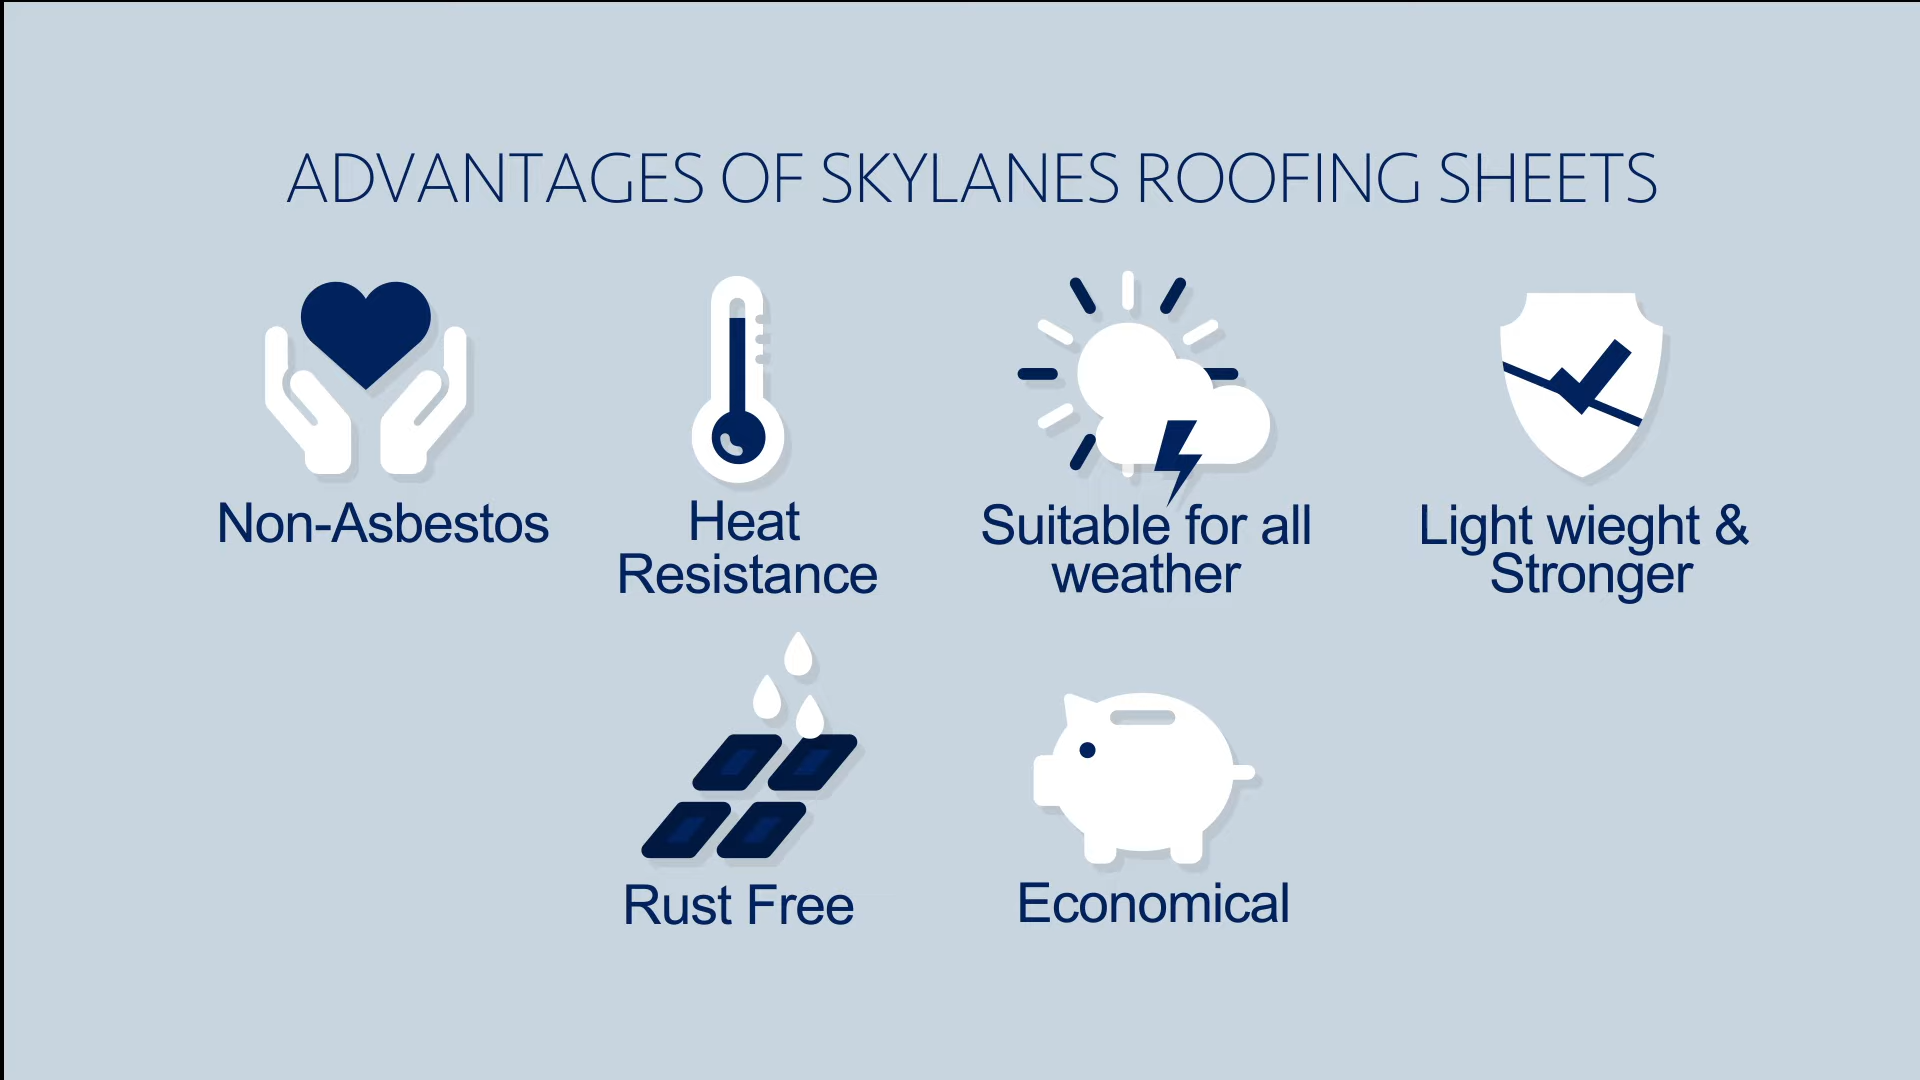 ADVANTAGES OF SKYLANES ROOFING SHEETS
Non-Asbestos
Heat
Resistance
Suitable for all
weather
Light wieght &
Stronger
Rust Free
Economical